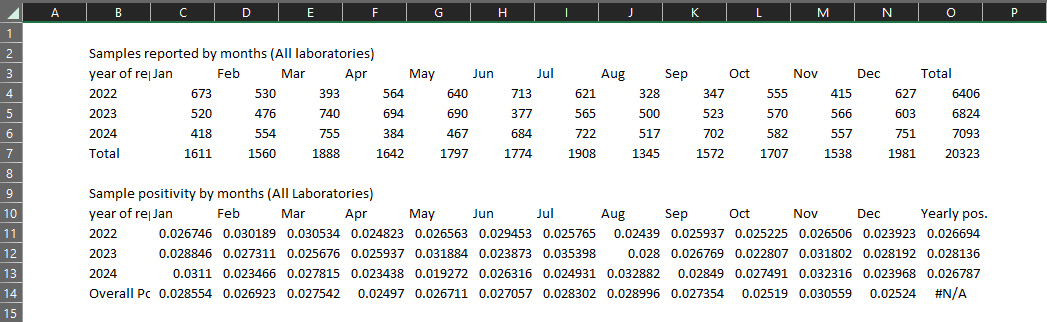 A B C D E F G H I J K L M N O P
1
2 Samples reported by months (All laboratories)
3 year of re Jan Feb Mar Apr May Jun Jul Aug Sep Oct Nov Dec Total
4 2022 673 530 393 564 640 713 621 328 347 555 415 627 6406
5 2023 520 476 740 694 690 377 565 500 523 570 566 603 6824
6 2024 418 554 755 384 467 684 722 517 702 582 557 751 7093
7 Total 1611 1560 1888 1642 1797 1774 1908 1345 1572 1707 1538 1981 20323
8
9 Sample positivity by months (All Laboratories)
10 year of re Jan Feb Mar Apr May Jun Jul Aug Sep Oct Nov Dec Yearly pos.
11 2022 0.026746 0.030189 0.030534 0.024823 0.026563 0.029453 0.025765 0.02439 0.025937 0.025225 0.026506 0.023923 0.026694
12 2023 0.028846 0.027311 0.025676 0.025937 0.031884 0.023873 0.035398 0.028 0.026769 0.022807 0.031802 0.028192 0.028136
13 2024 0.0311 0.023466 0.027815 0.023438 0.019272 0.026316 0.024931 0.032882 0.02849 0.027491 0.032316 0.023968 0.026787
14 Overall Pc 0.028554 0.026923 0.027542 0.02497 0.026711 0.027057 0.028302 0.028996 0.027354 0.02519 0.030559 0.02524 #N/A
15